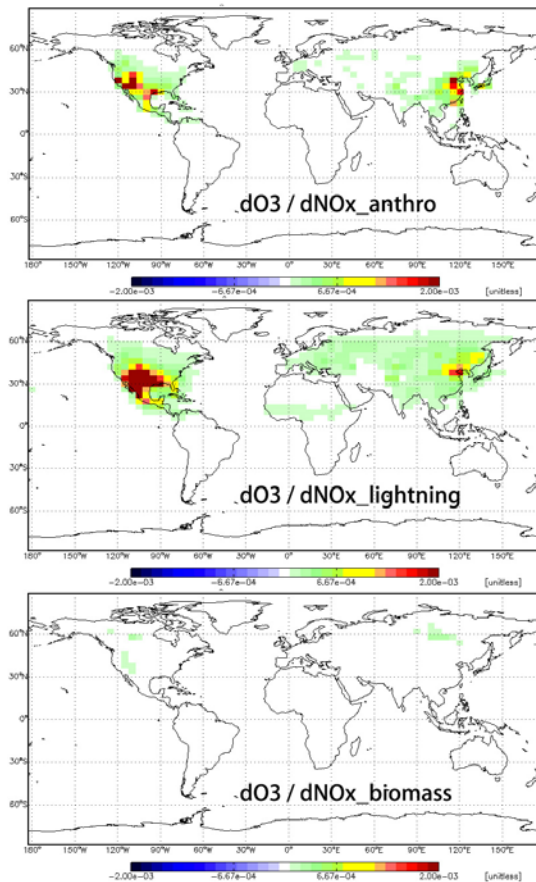 60°N
30°N
0°
30°S
60°S
dO3 / dNOx_anthro
180° 150°W 120°W 90°W 60°W 30°W 0° 30°E 60°E 90°E 120°E 150°E
-2.00e-03 -6.67e-04 6.67e-04 2.00e-03 [unitless]
60°N
30°N
0°
30°S
60°S
dO3 / dNOx_lightning
180° 150°W 120°W 90°W 60°W 30°W 0° 30°E 60°E 90°E 120°E 150°E
-2.00e-03 -6.67e-04 6.67e-04 2.00e-03 [unitless]
60°N
30°N
0°
30°S
60°S
dO3 / dNOx_biomass
180° 150°W 120°W 90°W 60°W 30°W 0° 30°E 60°E 90°E 120°E 150°E
-2.00e-03 -6.67e-04 6.67e-04 2.00e-03 [unitless]